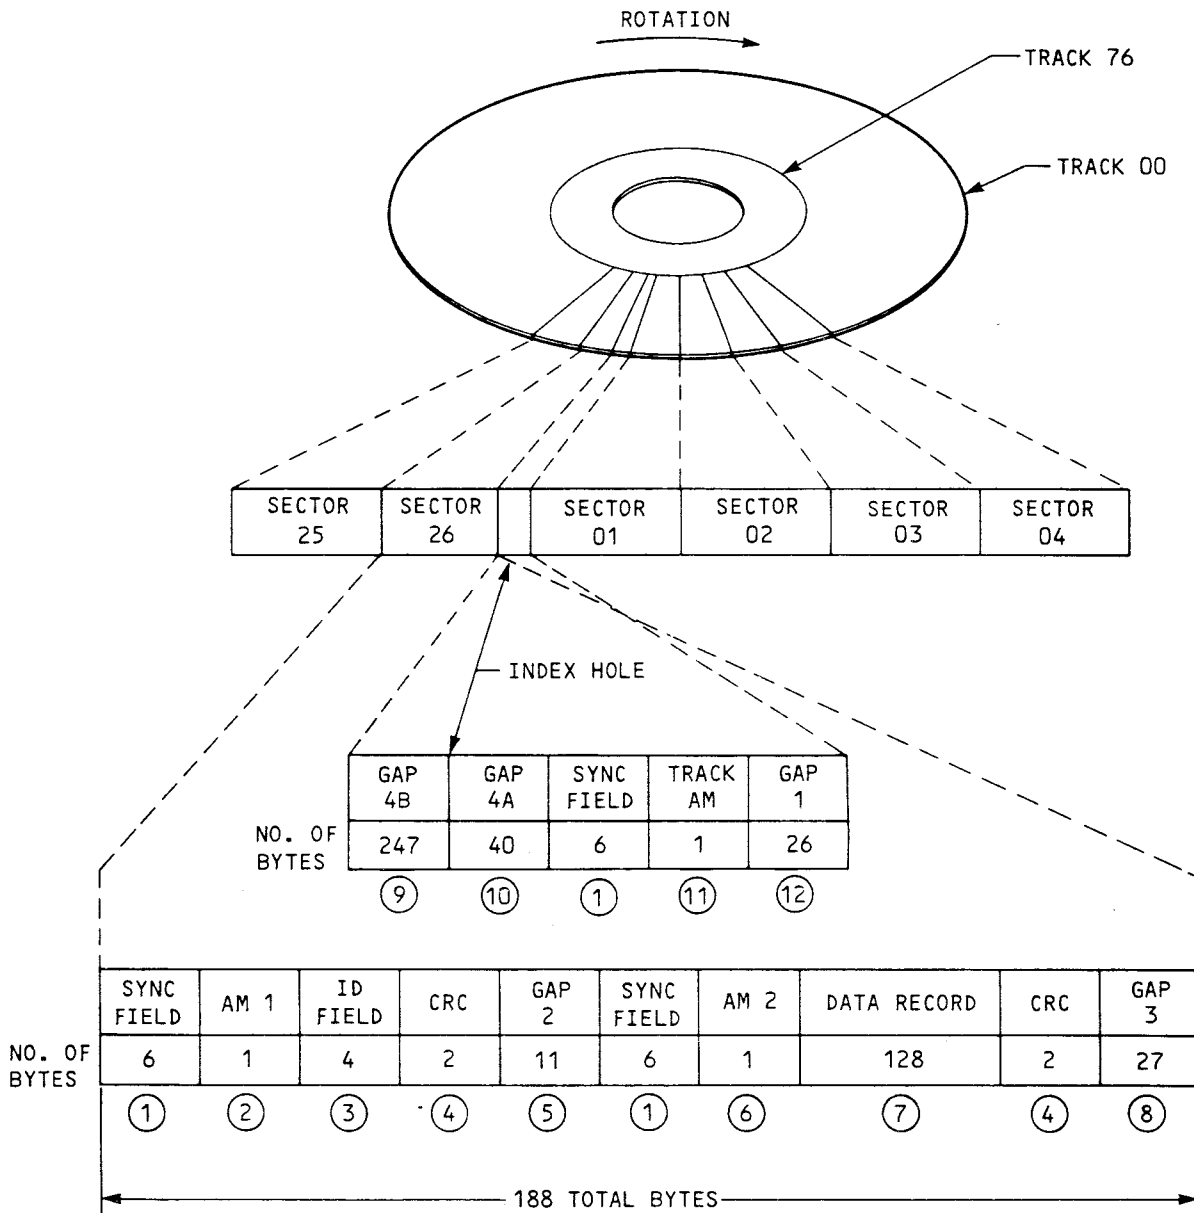 ROTATION
TRACK 76
TRACK 00
SECTOR 25
SECTOR 26
SECTOR 01
SECTOR 02
SECTOR 03
SECTOR 04
INDEX HOLE
GAP 4B
GAP 4A
SYNC FIELD
TRACK AM
GAP 1
NO. OF BYTES
247
40
6
1
26
9
10
1
11
12
SYNC FIELD
AM 1
ID FIELD
CRC
GAP 2
SYNC FIELD
AM 2
DATA RECORD
CRC
GAP 3
NO. OF BYTES
6
1
4
2
11
6
1
128
2
27
1
2
3
4
5
1
6
7
4
8
188 TOTAL BYTES